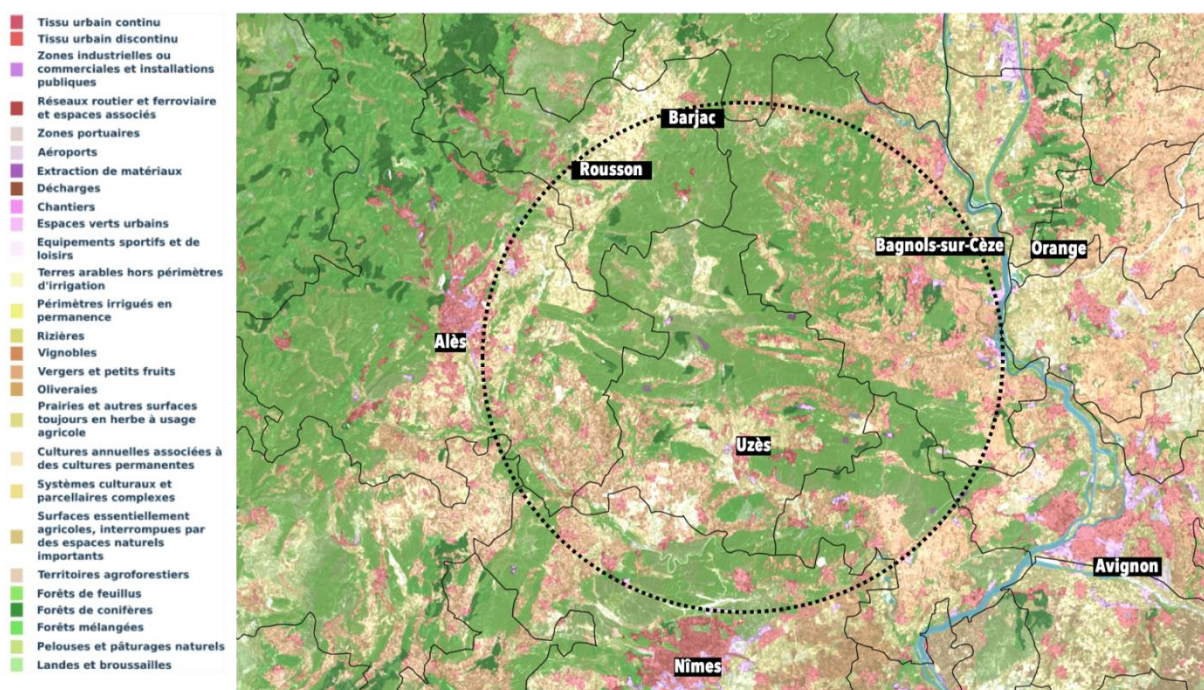 Tissu urbain continu
Tissu urbain discontinu
Zones industrielles ou
commerciales et installations
publiques
Réseaux routier et ferroviaire
et espaces associés
Zones portuaires
Aéroports
Extraction de matériaux
Décharges
Chantiers
Espaces verts urbains
Equipements sportifs et de
loisirs
Terres arables hors périmètres
d'irrigation
Périmètres irrigués en
permanence
Rizières
Vignobles
Vergers et petits fruits
Oliveraies
Prairies et autres surfaces
toujours en herbe à usage
agricole
Cultures annuelles associées à
des cultures permanentes
Systèmes culturaux et
parcellaires complexes
Surfaces essentiellement
agricoles, interrompues par
des espaces naturels
importants
Territoires agroforestiers
Forêts de feuillus
Forêts de conifères
Forêts mélangées
Pelouses et pâturages naturels
Landes et broussailles
Barjac
Rousson
Bagnols-sur-Cèze
Orange
Alès
Uzès
Avignon
Nîmes